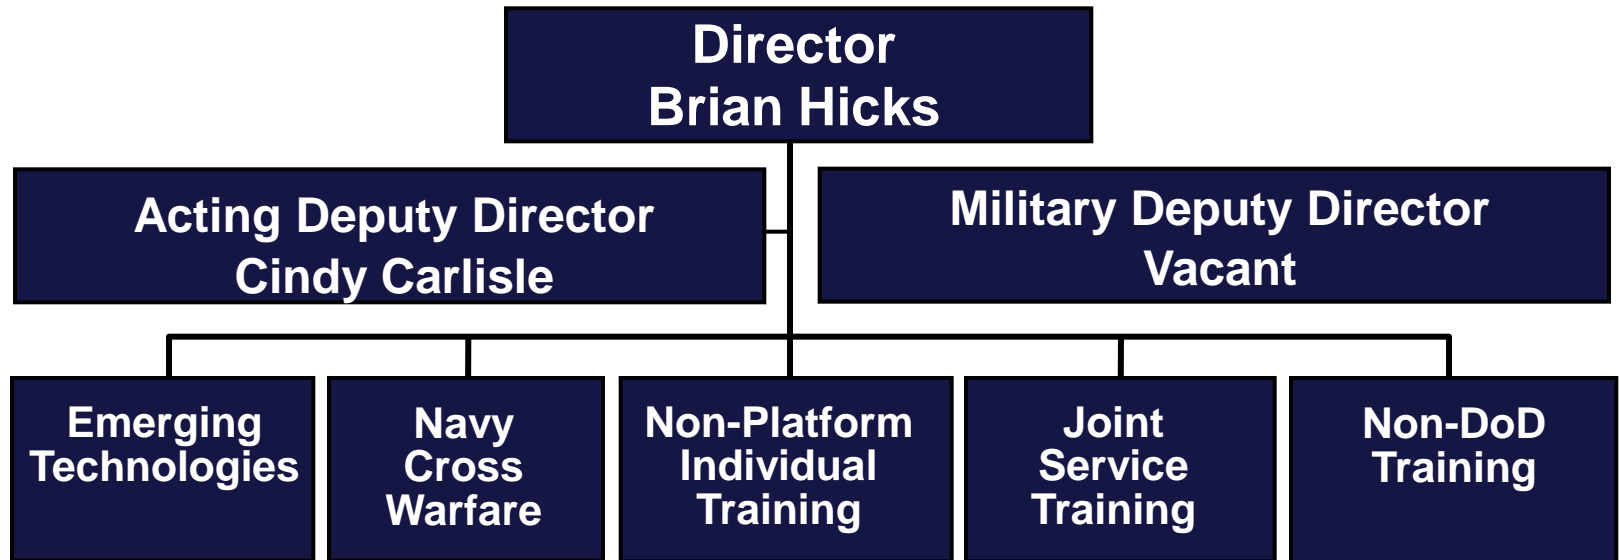 Director
Brian Hicks
Acting Deputy Director
Cindy Carlisle
Military Deputy Director
Vacant
Emerging
Technologies
Navy
Cross
Warfare
Non-Platform
Individual
Training
Joint
Service
Training
Non-DoD
Training